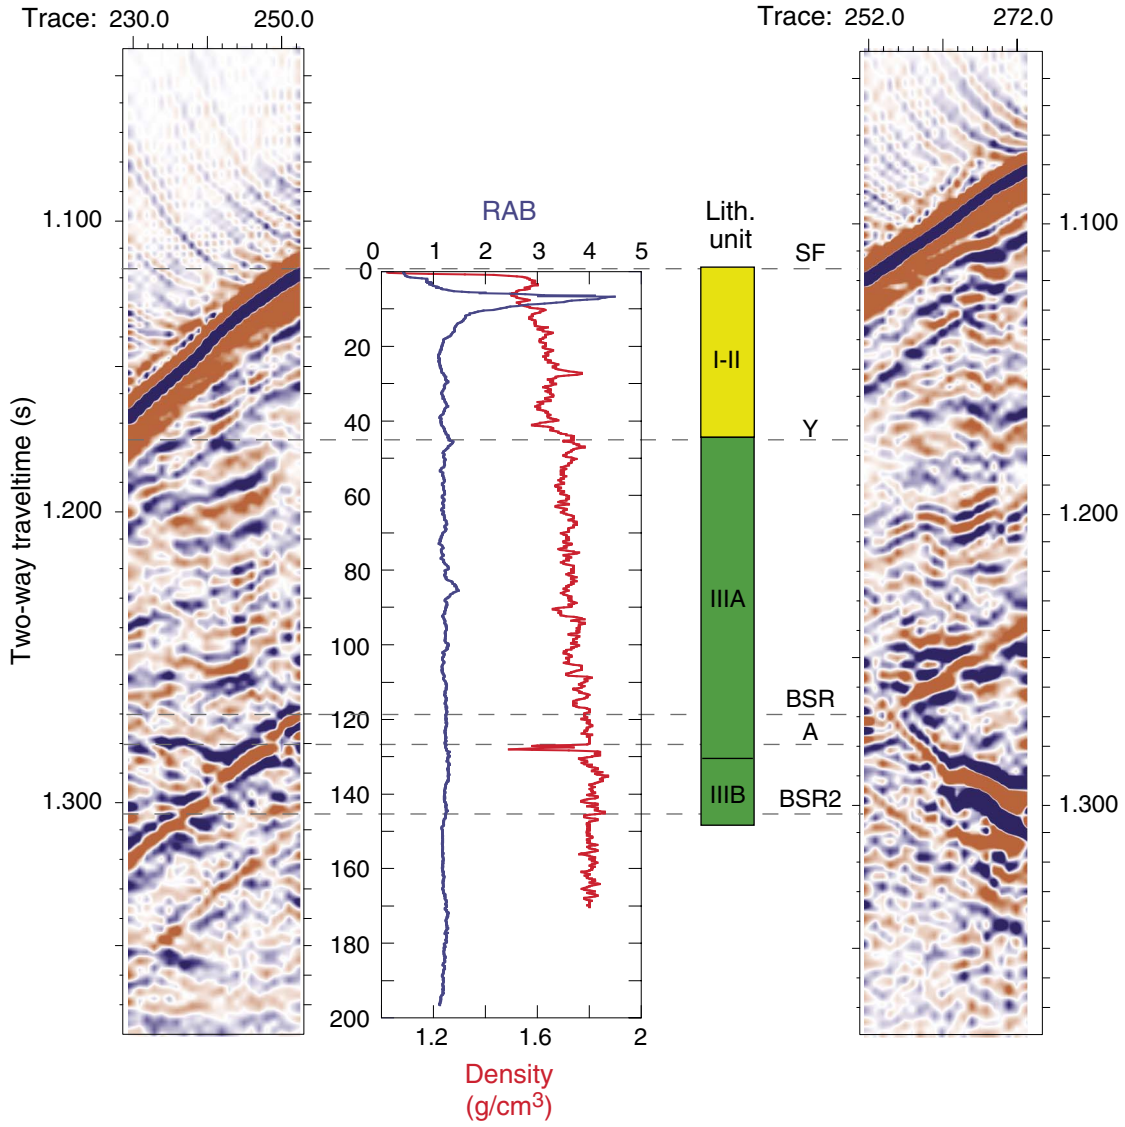 Trace: 230.0 250.0
Trace: 252.0 272.0
Two-way traveltime (s)
1.100
1.200
1.300
RAB
0 1 2 3 4 5
0
20
40
60
80
100
120
140
160
180
200
1.2 1.6 2
Density
(g/cm3)
Lith.
unit
I-II
IIIA
IIIB
SF
Y
BSR
A
BSR2
1.100
1.200
1.300